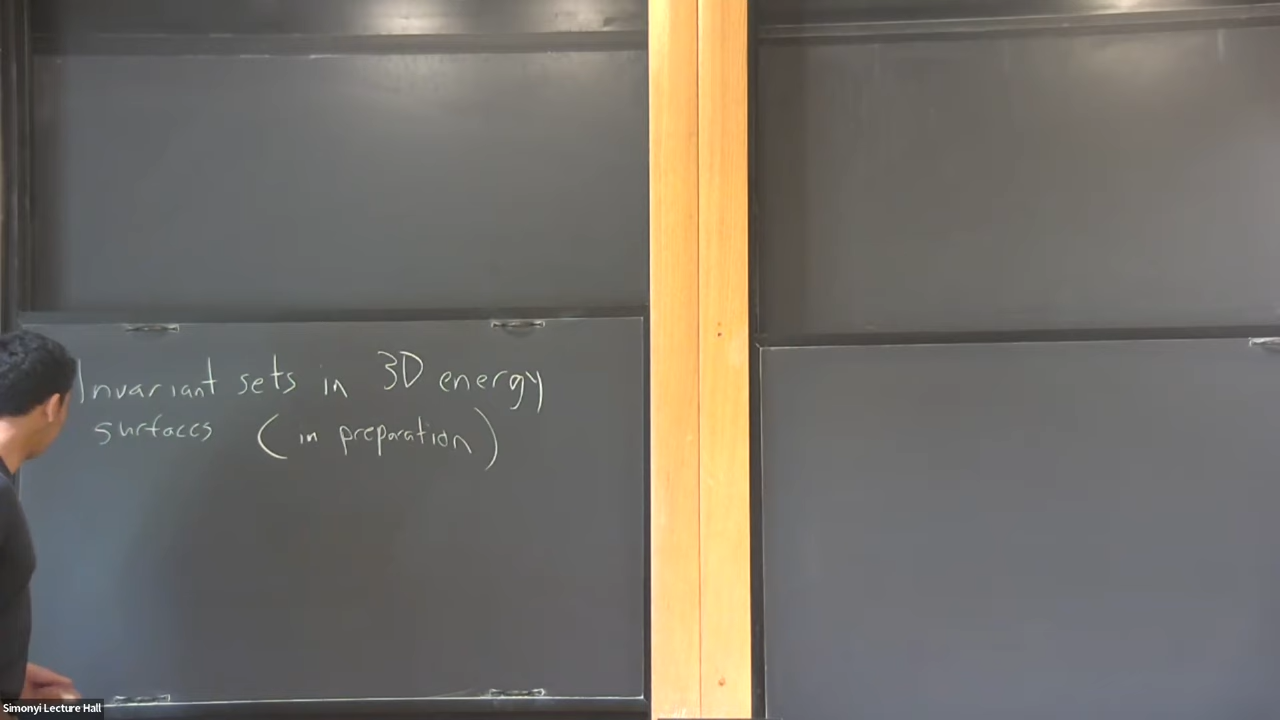 Invariant sets in 3D energy
surfaces (in preparation)
Simonyi Lecture Hall